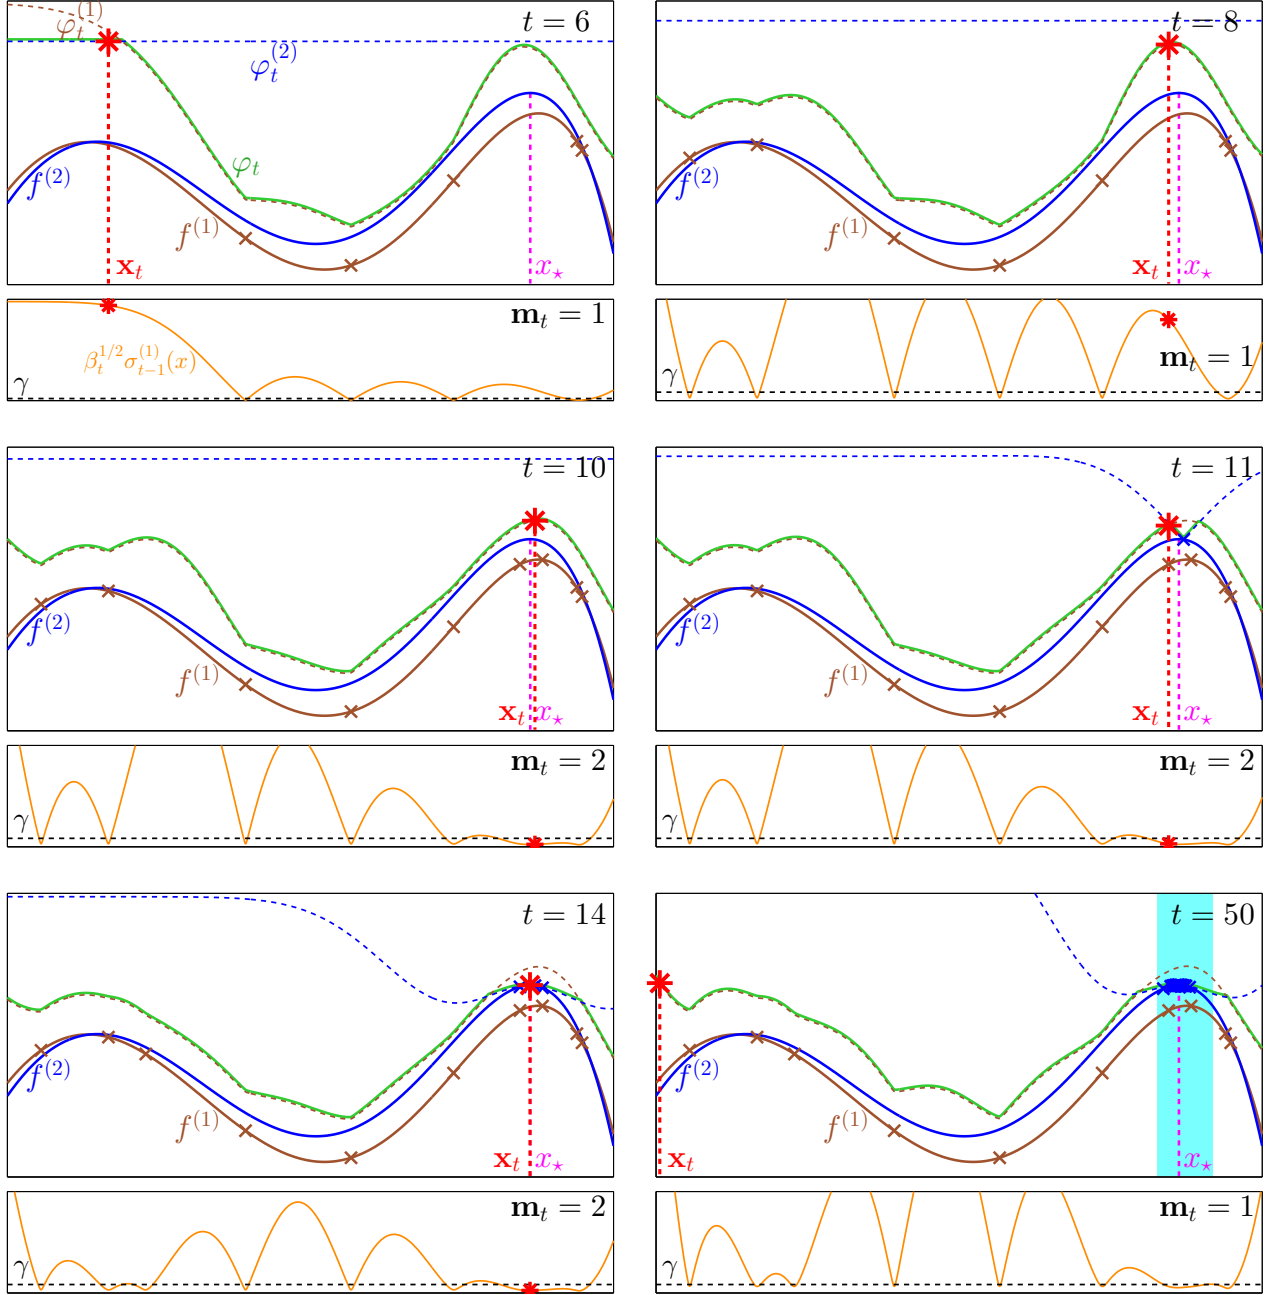 φ_t^(1) t = 6
φ_t^(2)
φ_t
f^(2)
f^(1)
x_t x_⋆
m_t = 1
β_t^{1/2} σ_{t-1}^(1)(x)
γ
t = 8
f^(2)
f^(1)
x_t x_⋆
m_t = 1
γ
t = 10
f^(2)
f^(1)
x_t x_⋆
m_t = 2
γ
t = 11
f^(2)
f^(1)
x_t x_⋆
m_t = 2
γ
t = 14
f^(2)
f^(1)
x_t x_⋆
m_t = 2
γ
t = 50
f^(2)
f^(1)
x_t x_⋆
m_t = 1
γ